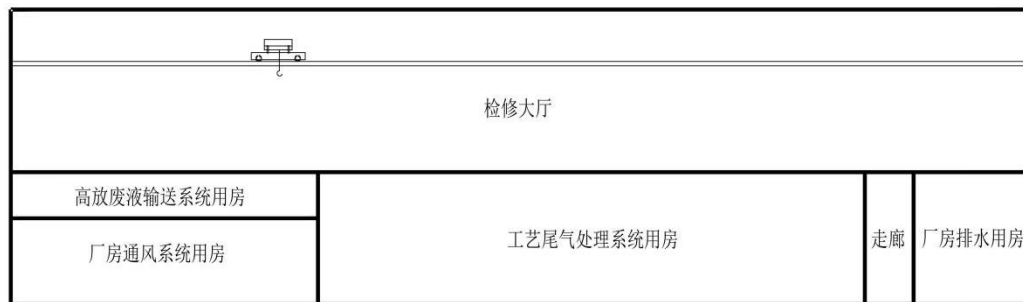 检修大厅
高放废液输送系统用房
厂房通风系统用房
工艺尾气处理系统用房
走廊
厂房排水用房